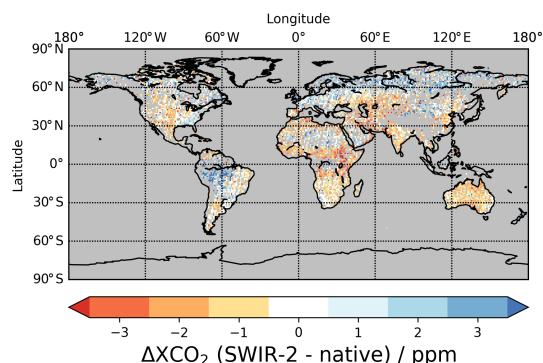 Longitude
180° 120°W 60°W 0° 60°E 120°E 180°
90°N
60°N
30°N
0°
30°S
60°S
90°S
Latitude
−3 −2 −1 0 1 2 3
ΔXCO₂ (SWIR-2 - native) / ppm